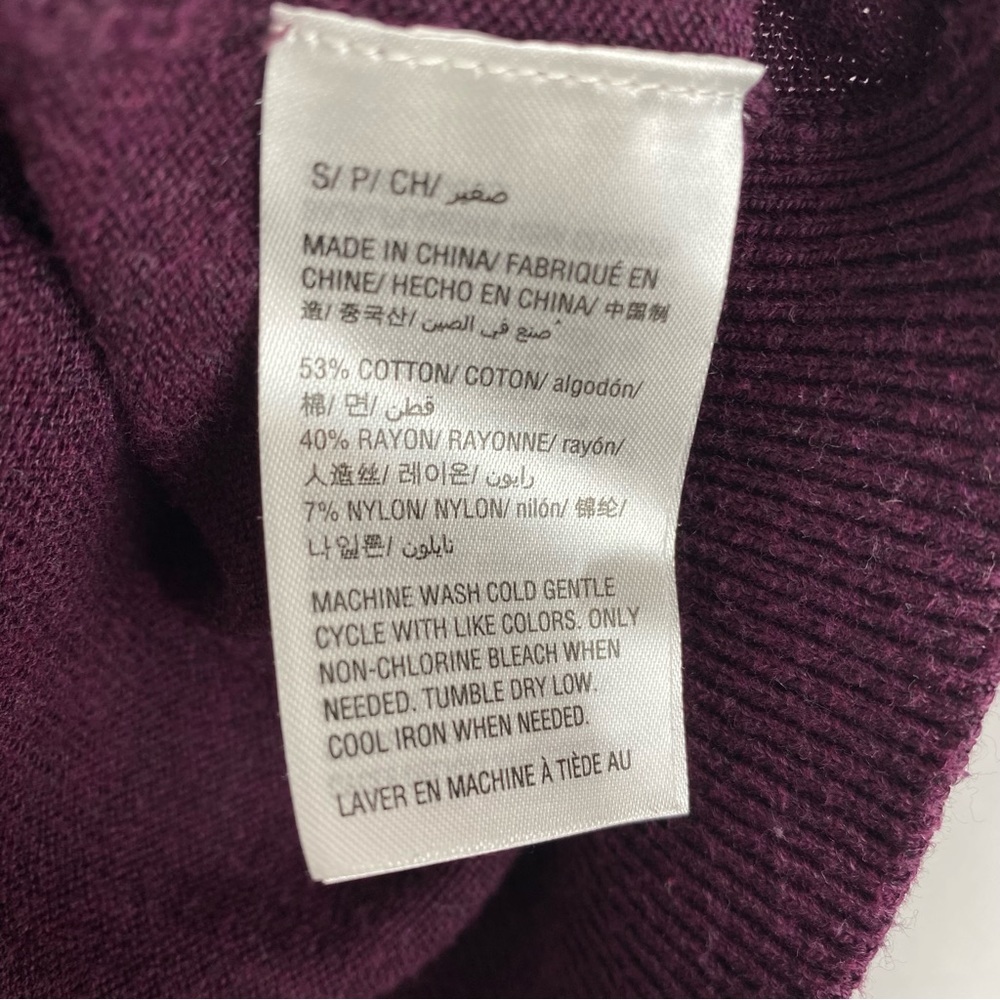 S/ P/ CH/ صغير
MADE IN CHINA/ FABRIQUÉ EN
CHINE/ HECHO EN CHINA/ 中国制
造/ 중국산/ صنع في الصين
53% COTTON/ COTON/ algodón/
棉/ 면/ قطن
40% RAYON/ RAYONNE/ rayón/
人造丝/ 레이온/ رايون
7% NYLON/ NYLON/ nilón/ 锦纶/
나일론/ نايلون
MACHINE WASH COLD GENTLE
CYCLE WITH LIKE COLORS. ONLY
NON-CHLORINE BLEACH WHEN
NEEDED. TUMBLE DRY LOW.
COOL IRON WHEN NEEDED.
LAVER EN MACHINE À TIÈDE AU